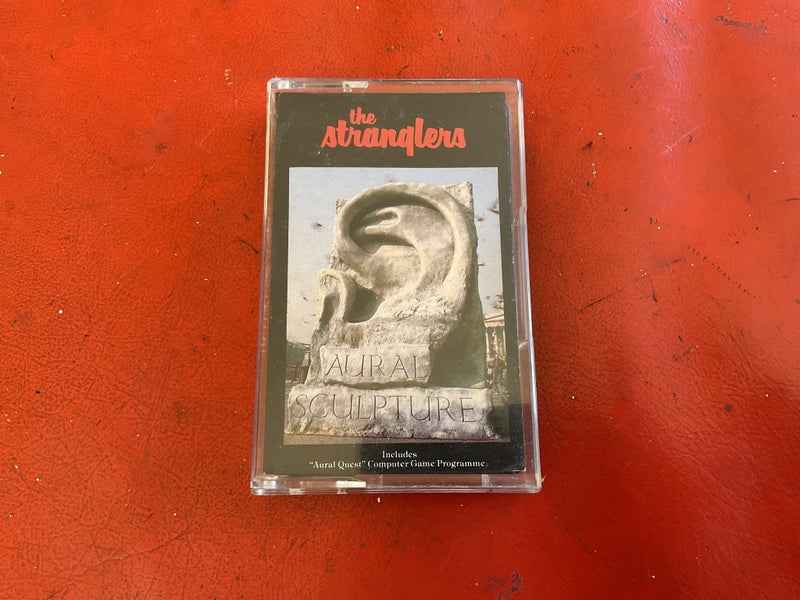 the
stranglers
AURAL
SCULPTURE
Includes
"Aural Quest" Computer Game Programme.